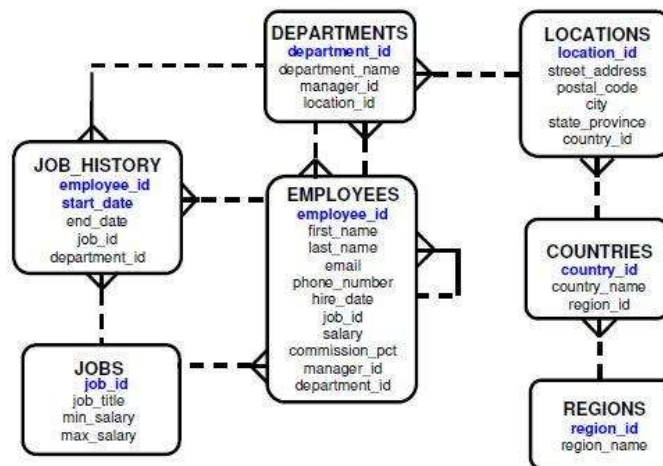 DEPARTMENTS
department_id
department_name
manager_id
location_id
LOCATIONS
location_id
street_address
postal_code
city
state_province
country_id
JOB_HISTORY
employee_id
start_date
end_date
job_id
department_id
EMPLOYEES
employee_id
first_name
last_name
email
phone_number
hire_date
job_id
salary
commission_pct
manager_id
department_id
COUNTRIES
country_id
country_name
region_id
JOBS
job_id
job_title
min_salary
max_salary
REGIONS
region_id
region_name